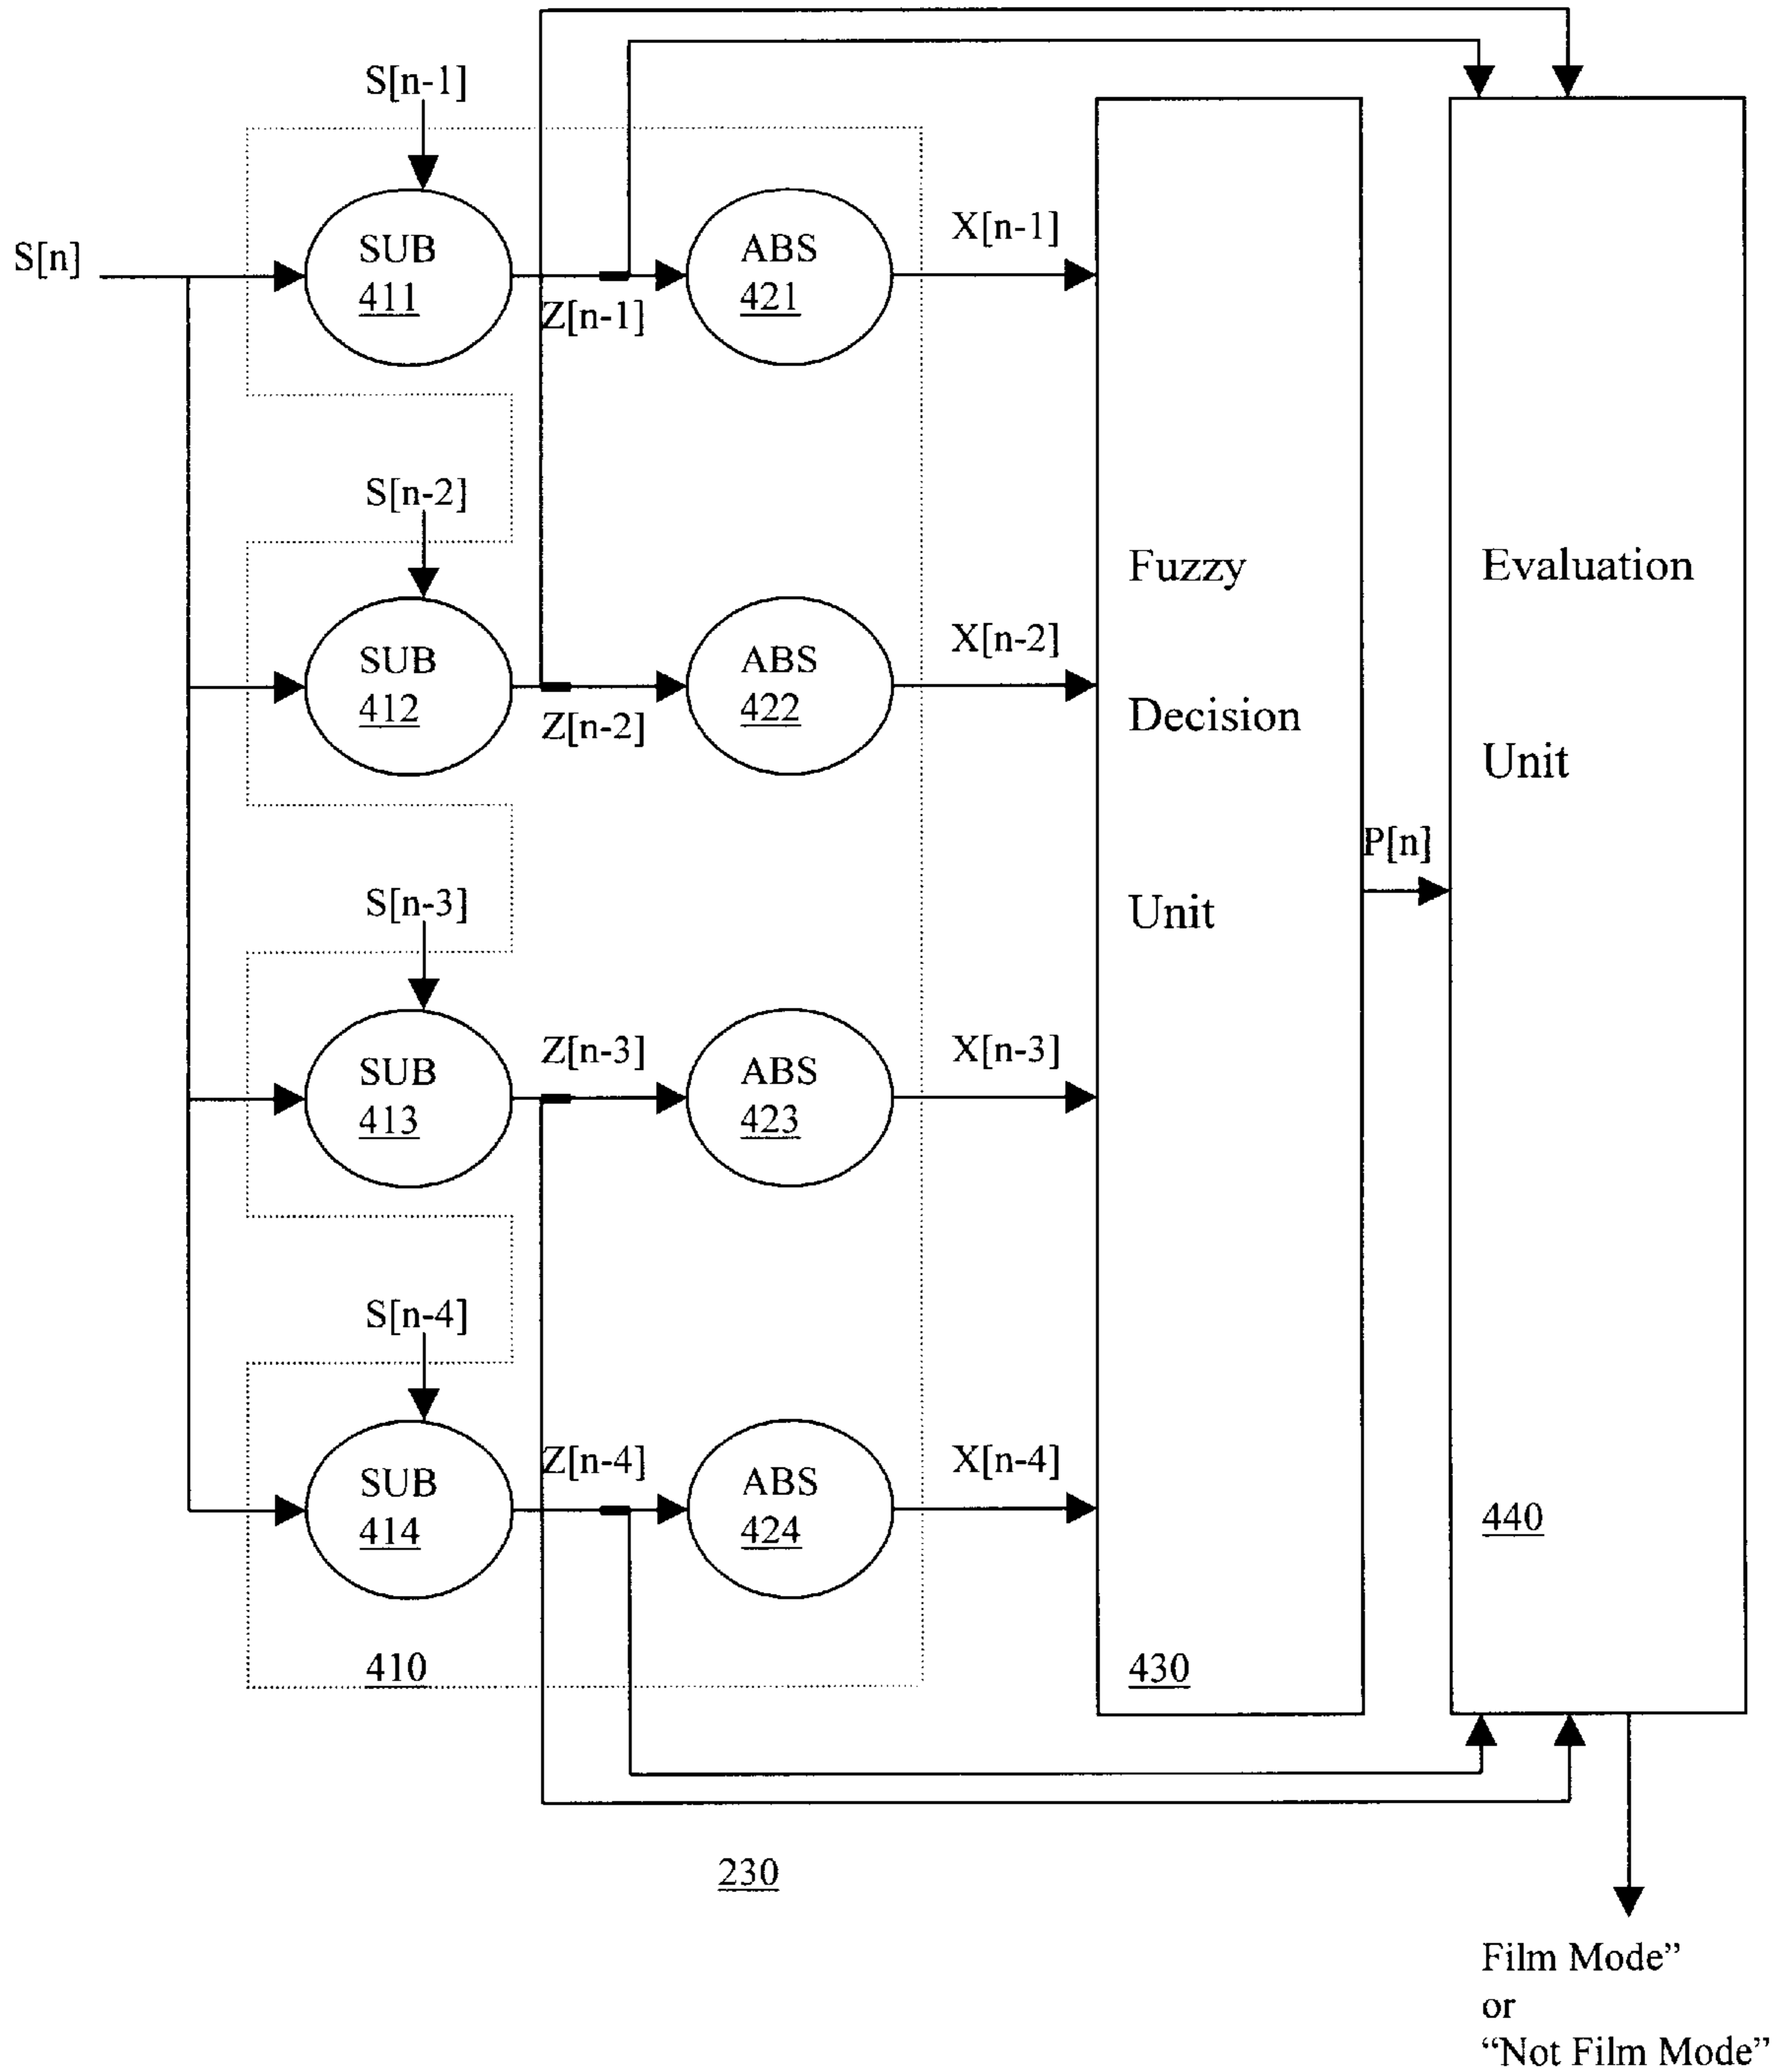 S[n-1]
S[n]
SUB
411
Z[n-1]
ABS
421
X[n-1]
S[n-2]
SUB
412
Z[n-2]
ABS
422
X[n-2]
S[n-3]
SUB
413
Z[n-3]
ABS
423
X[n-3]
S[n-4]
SUB
414
Z[n-4]
ABS
424
X[n-4]
410
Fuzzy
Decision
Unit
430
P[n]
Evaluation
Unit
440
230
Film Mode”
or
“Not Film Mode”